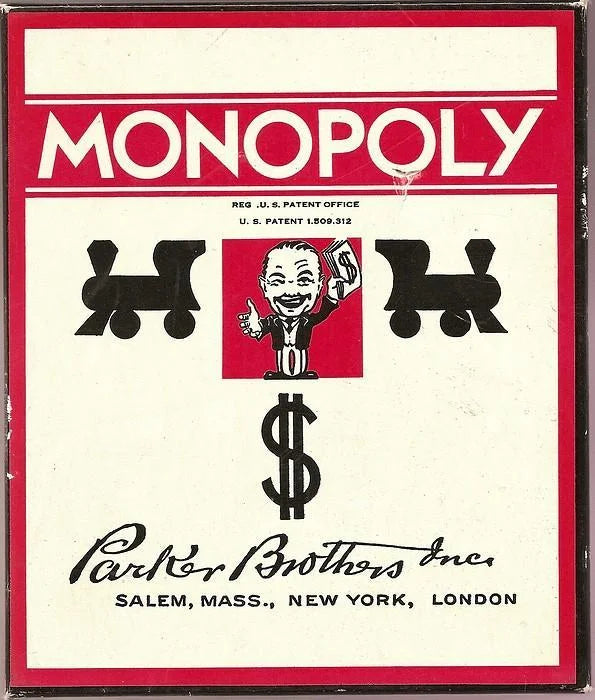 MONOPOLY
REG .U. S. PATENT OFFICE
U. S. PATENT 1.509.312
$
$
Parker Brothers Inc.
SALEM, MASS., NEW YORK, LONDON